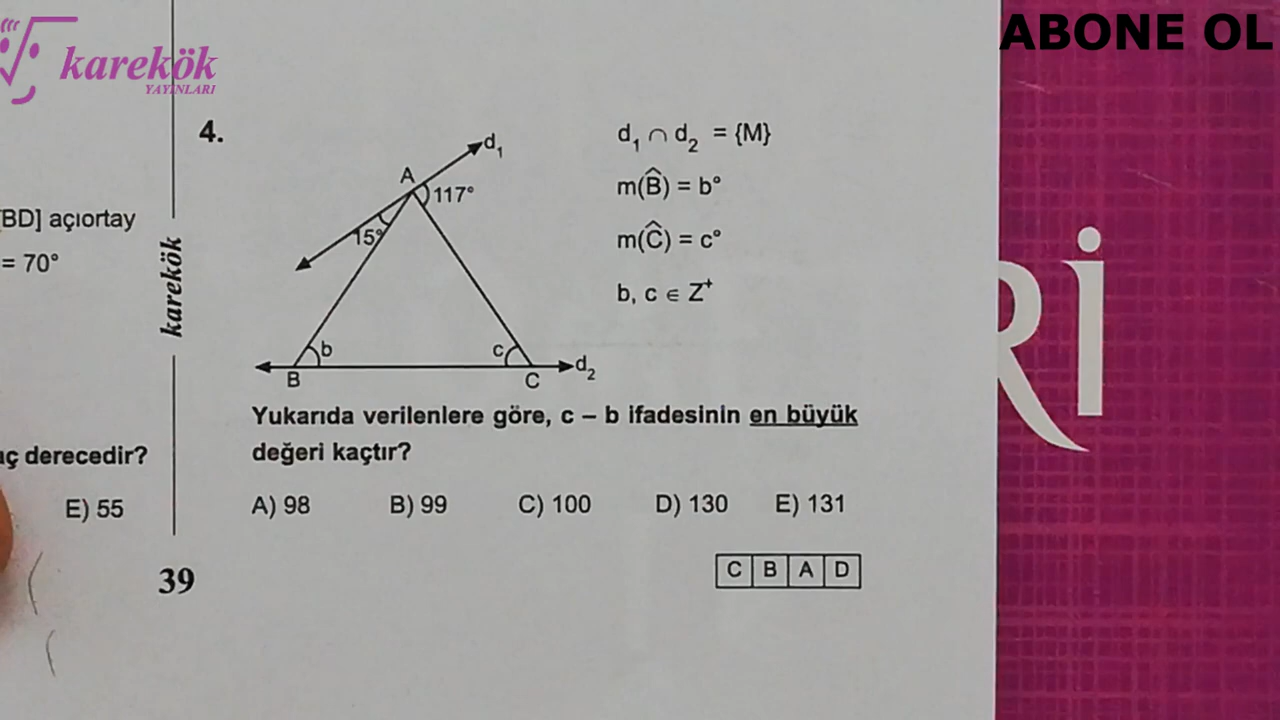 karekök
YAYINLARI
ABONE OL
BD] açıortay
= 70°
ç derecedir?
E) 55
karekök
39
4.
d₁
A
117°
15°
b
c
B
C
d₂
d₁ ∩ d₂ = {M}
m(B̂) = b°
m(Ĉ) = c°
b, c ∈ Z⁺
Yukarıda verilenlere göre, c – b ifadesinin en büyük
değeri kaçtır?
A) 98 B) 99 C) 100 D) 130 E) 131
C B A D
Rİ